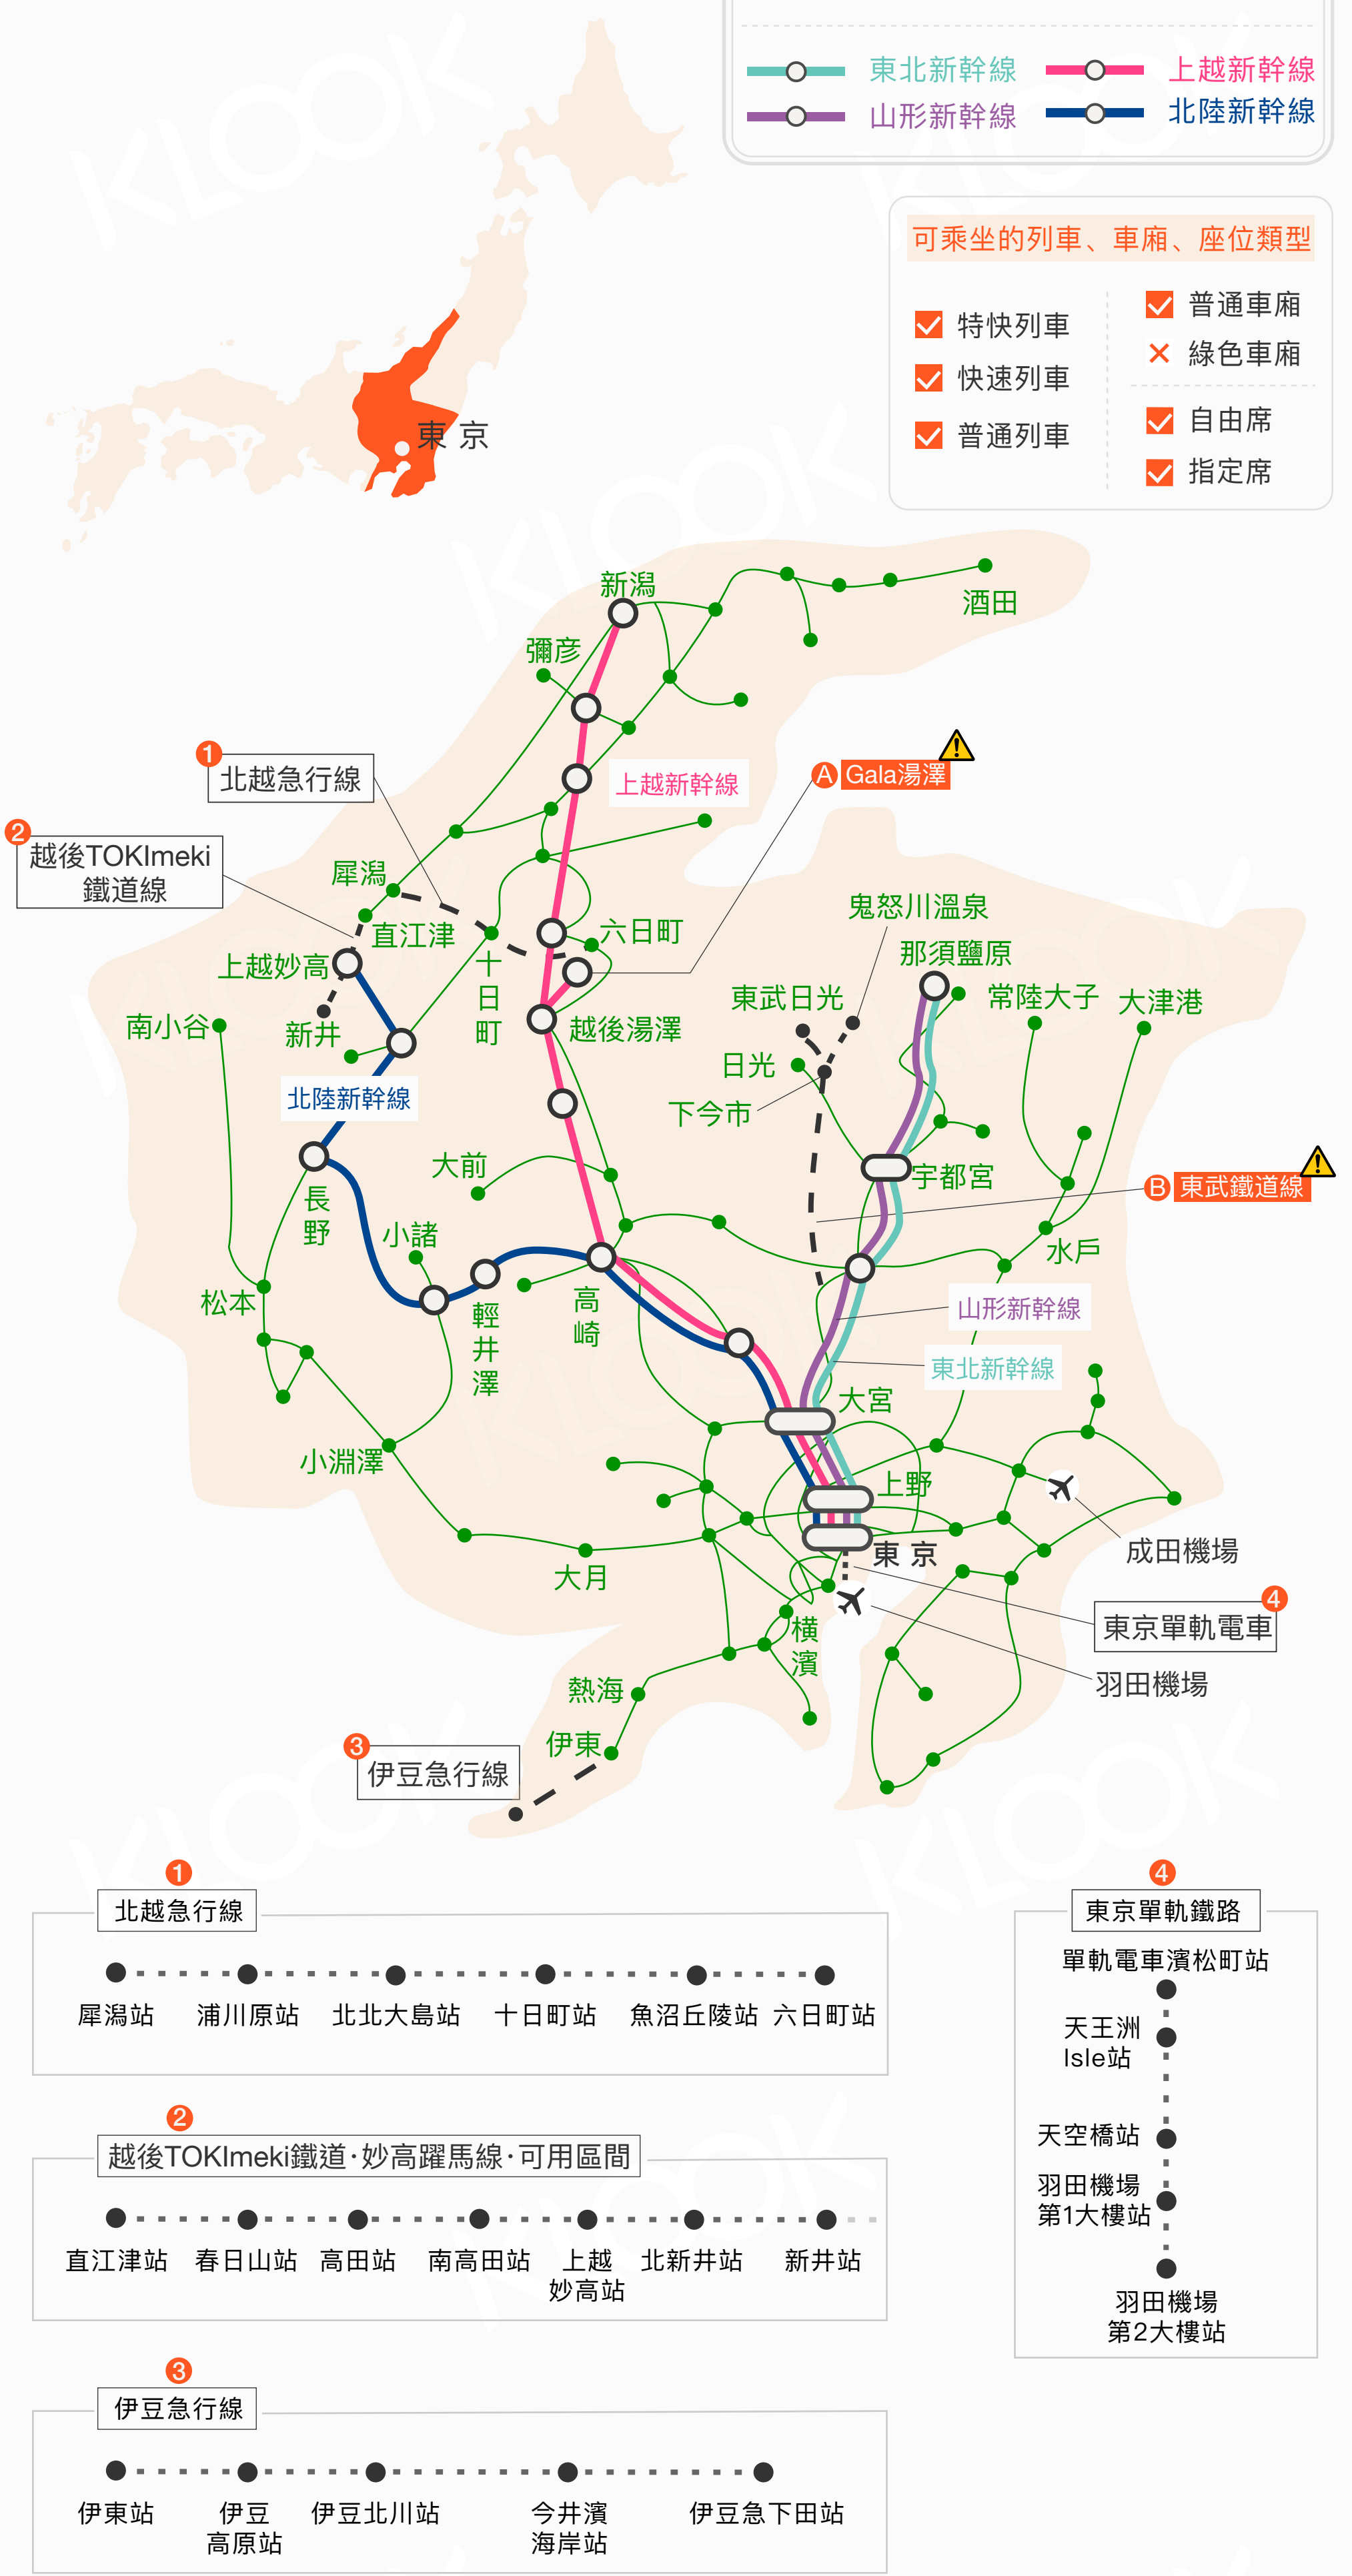 東北新幹線
上越新幹線
山形新幹線
北陸新幹線
可乘坐的列車、車廂、座位類型
特快列車
快速列車
普通列車
普通車廂
綠色車廂
自由席
指定席
東 京
新潟
酒田
彌彦
1
北越急行線
上越新幹線
A Gala湯澤
2
越後TOKImeki
鐵道線
犀潟
直江津
十日町
六日町
鬼怒川溫泉
上越妙高
那須鹽原
東武日光
常陸大子
大津港
南小谷
新井
越後湯澤
日光
北陸新幹線
下今市
大前
宇都宮
B 東武鐵道線
長野
小諸
水戶
松本
輕井澤
高崎
山形新幹線
東北新幹線
大宮
小淵澤
上野
成田機場
東 京
大月
4
東京單軌電車
橫濱
羽田機場
熱海
伊東
3
伊豆急行線
KLOOK
1
北越急行線
犀潟站
浦川原站
北北大島站
十日町站
魚沼丘陵站
六日町站
2
越後TOKImeki鐵道·妙高躍馬線·可用區間
直江津站
春日山站
高田站
南高田站
上越
妙高站
北新井站
新井站
3
伊豆急行線
伊東站
伊豆
高原站
伊豆北川站
今井濱
海岸站
伊豆急下田站
4
東京單軌鐵路
單軌電車濱松町站
天王洲
Isle站
天空橋站
羽田機場
第1大樓站
羽田機場
第2大樓站